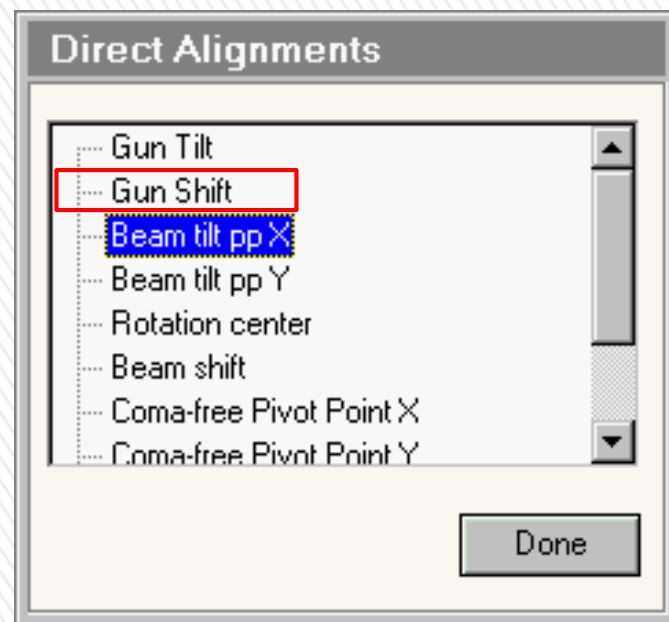 Direct Alignments
Gun Tilt
Gun Shift
Beam tilt pp X
Beam tilt pp Y
Rotation center
Beam shift
Coma-free Pivot Point X
Coma-free Pivot Point Y
Done